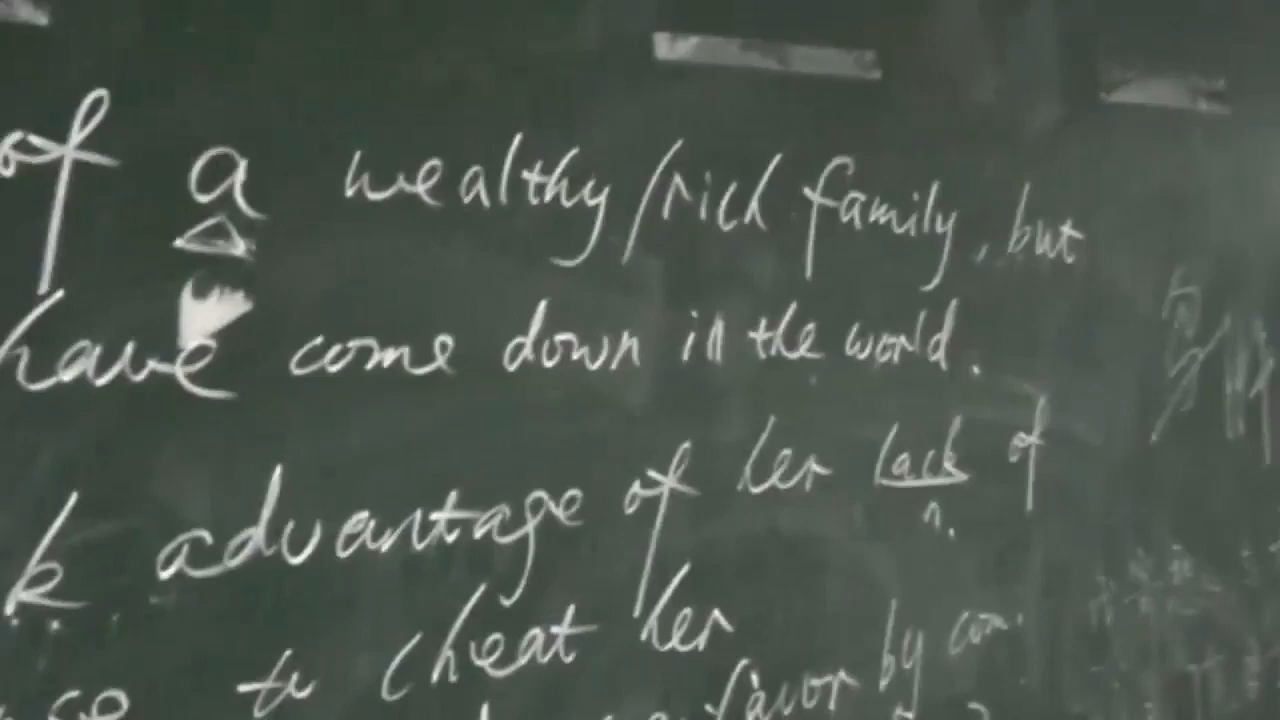 of a wealthy/rich family, but
have come down in the world.
k advantage of her lack of
n.
to cheat her
favor by com.